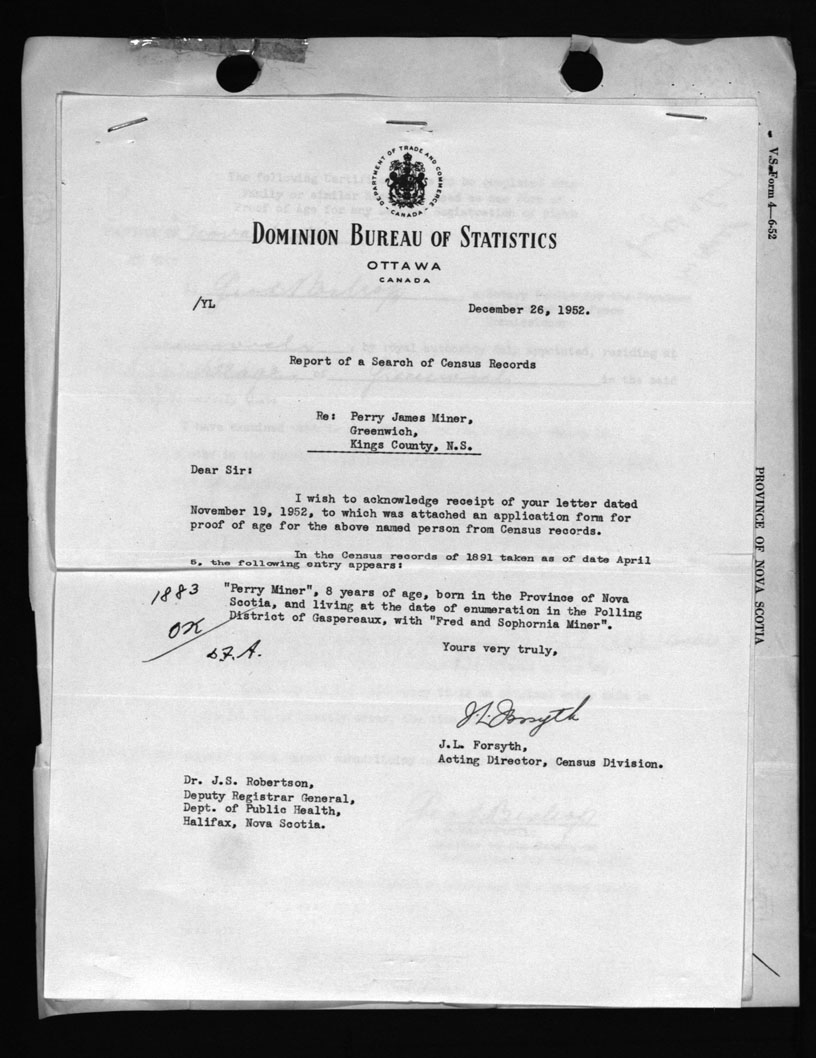 DEPARTMENT OF TRADE AND COMMERCE
CANADA
DOMINION BUREAU OF STATISTICS
OTTAWA
CANADA
/YL
December 26, 1952.
Report of a Search of Census Records
Re: Perry James Miner,
Greenwich,
Kings County, N.S.
Dear Sir:
I wish to acknowledge receipt of your letter dated
November 19, 1952, to which was attached an application form for
proof of age for the above named person from Census records.
In the Census records of 1891 taken as of date April
5, the following entry appears:
"Perry Miner", 8 years of age, born in the Province of Nova
Scotia, and living at the date of enumeration in the Polling
District of Gaspereaux, with "Fred and Sophornia Miner".
1883
OK
Yours very truly,
J.L. Forsyth
J.L. Forsyth,
Acting Director, Census Division.
Dr. J.S. Robertson,
Deputy Registrar General,
Dept. of Public Health,
Halifax, Nova Scotia.
V.S. Form 4—6-52
PROVINCE OF NOVA SCOTIA